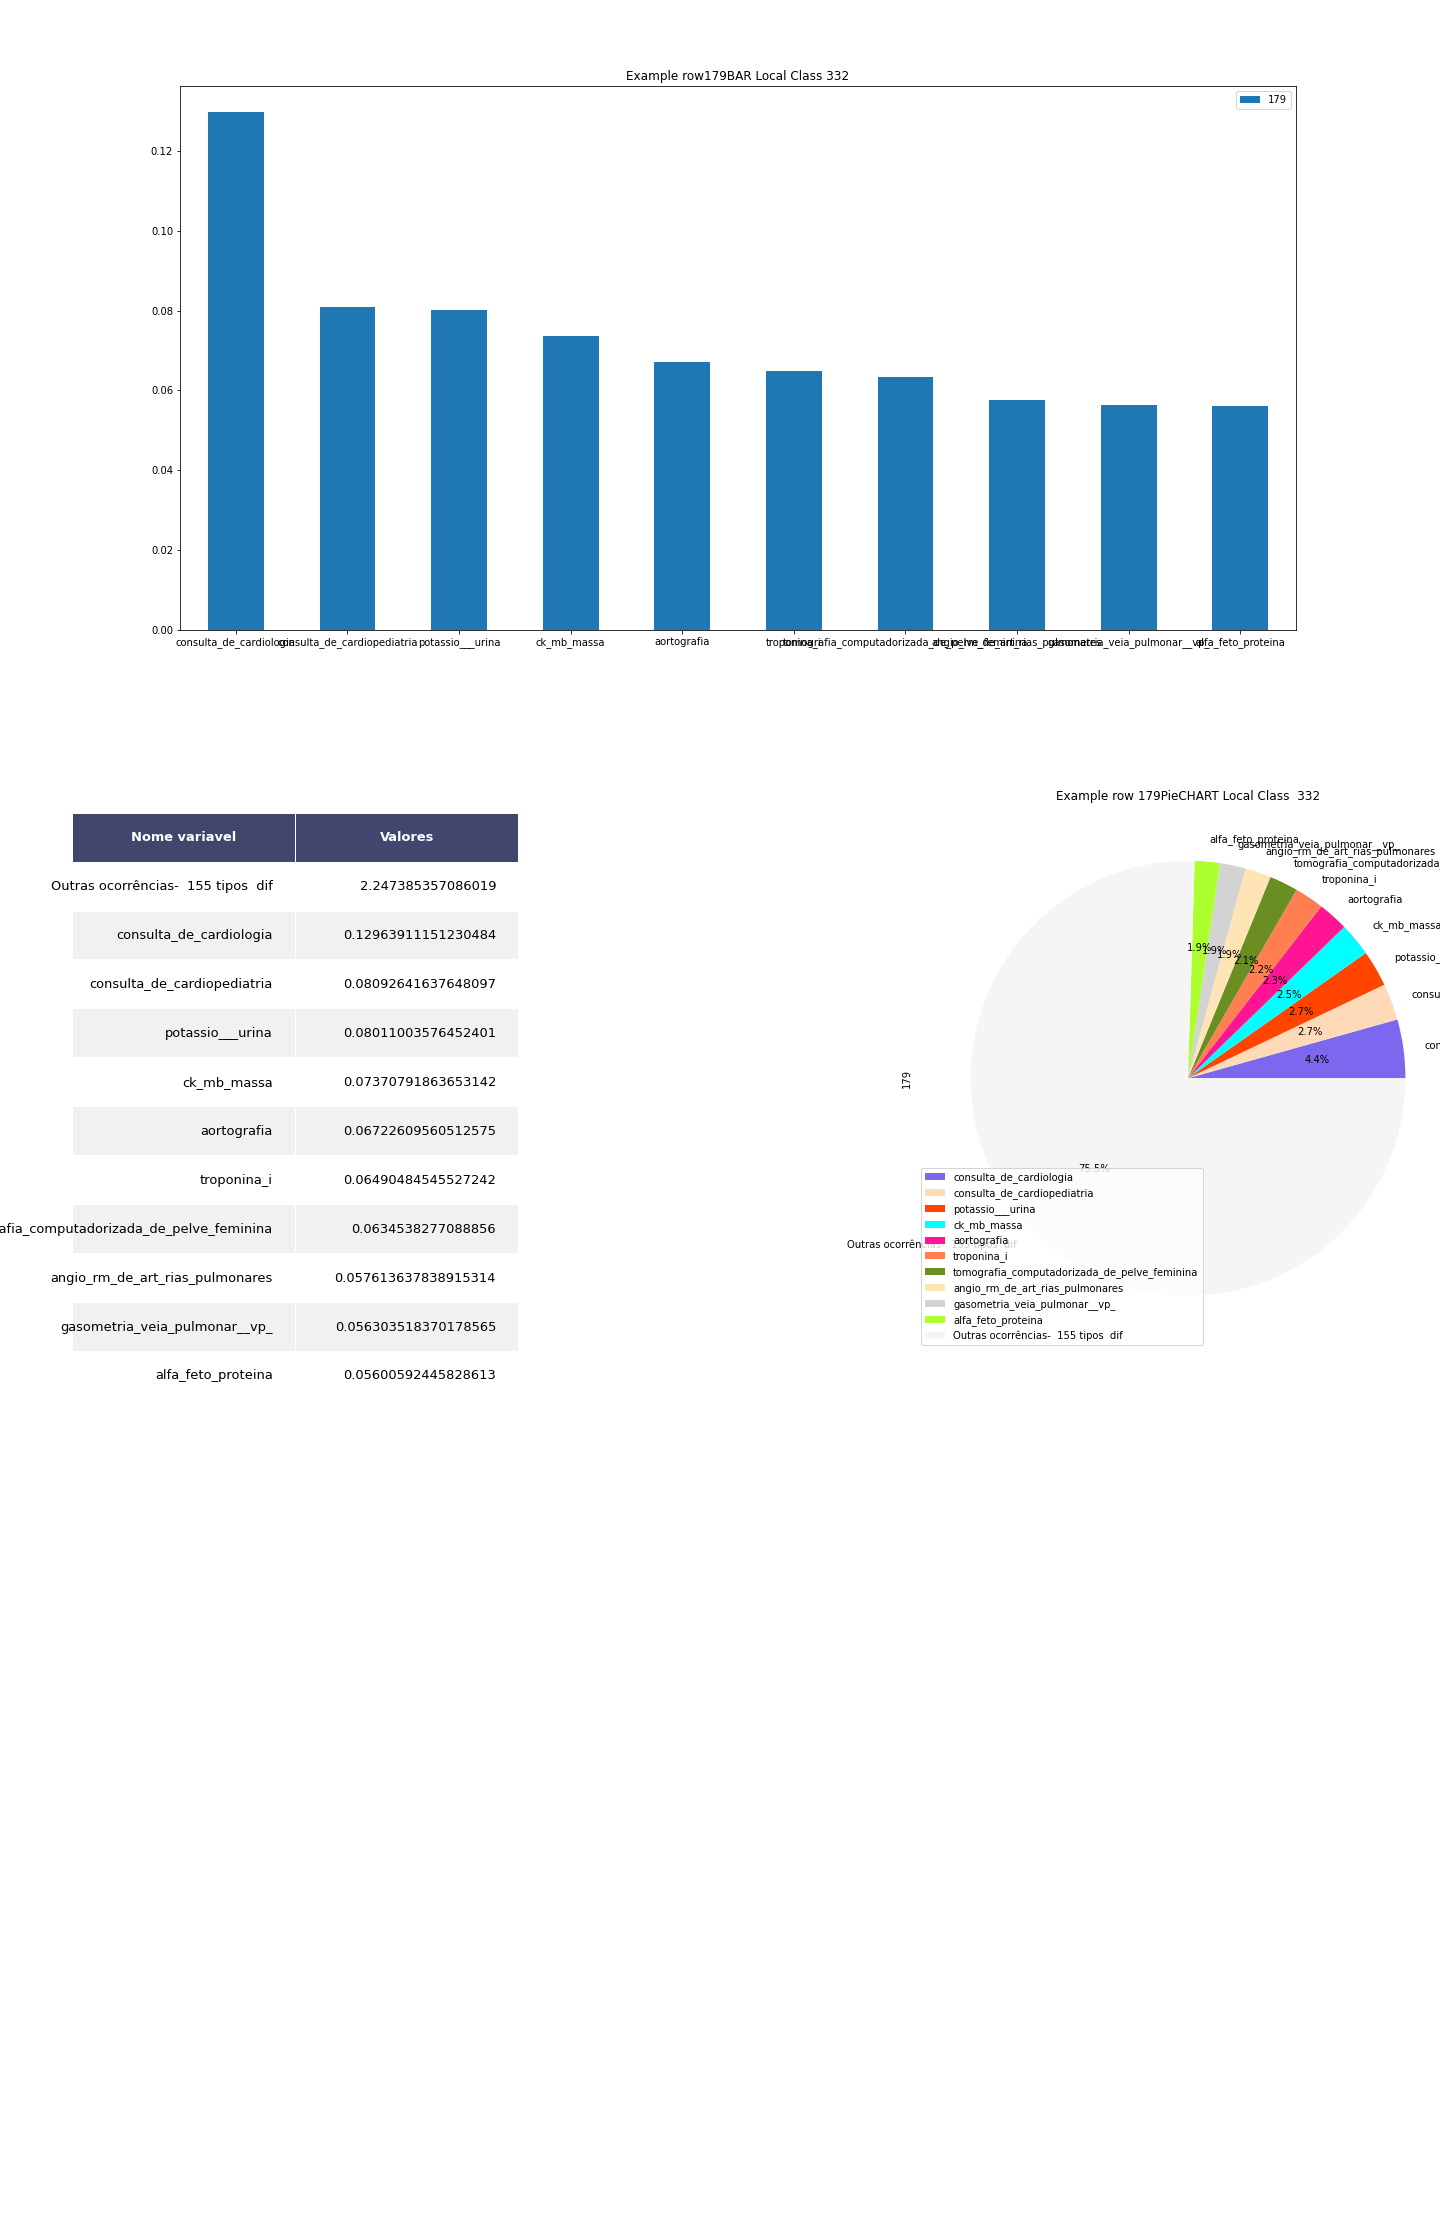 Example row179BAR Local Class 332
179
0.12
0.10
0.08
0.06
0.04
0.02
0.00
consulta_de_cardiologia
consulta_de_cardiopediatria
potassio___urina
ck_mb_massa
aortografia
troponina_i
tomografia_computadorizada_de_pelve_feminina
angio_rm_de_art_rias_pulmonares
gasometria_veia_pulmonar__vp_
alfa_feto_proteina
Nome variavel Valores
Outras ocorrências-  155 tipos  dif 2.247385357086019
consulta_de_cardiologia 0.12963911151230484
consulta_de_cardiopediatria 0.08092641637648097
potassio___urina 0.08011003576452401
ck_mb_massa 0.07370791863653142
aortografia 0.06722609560512575
troponina_i 0.06490484545527242
afia_computadorizada_de_pelve_feminina 0.0634538277088856
angio_rm_de_art_rias_pulmonares 0.057613637838915314
gasometria_veia_pulmonar__vp_ 0.056303518370178565
alfa_feto_proteina 0.05600592445828613
Example row 179PieCHART Local Class  332
alfa_feto_proteina
gasometria_veia_pulmonar__vp_
angio_rm_de_art_rias_pulmonares
tomografia_computadorizada_
troponina_i
aortografia
ck_mb_massa
potassio_
consu
con
1.9%
1.9%
1.9%
2.1%
2.2%
2.3%
2.5%
2.7%
2.7%
4.4%
179
75.5%
Outras ocorrências-  155 tipos  dif
consulta_de_cardiologia
consulta_de_cardiopediatria
potassio___urina
ck_mb_massa
aortografia
troponina_i
tomografia_computadorizada_de_pelve_feminina
angio_rm_de_art_rias_pulmonares
gasometria_veia_pulmonar__vp_
alfa_feto_proteina
Outras ocorrências-  155 tipos  dif